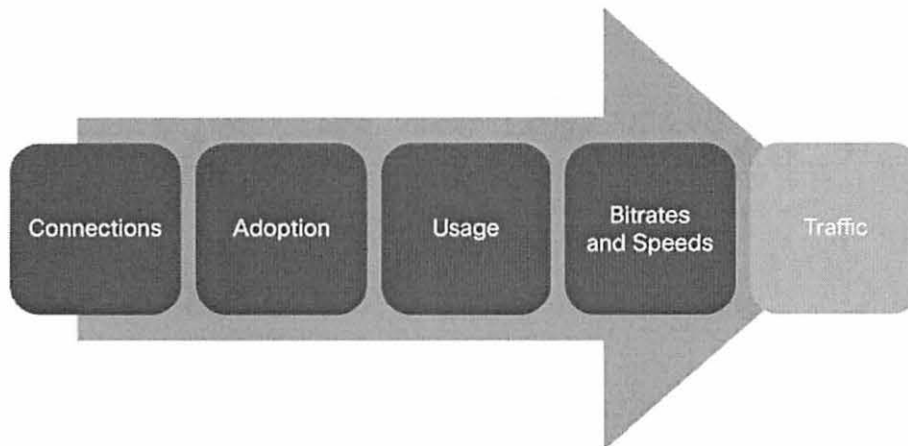 Connections
Adoption
Usage
Bitrates
and Speeds
Traffic